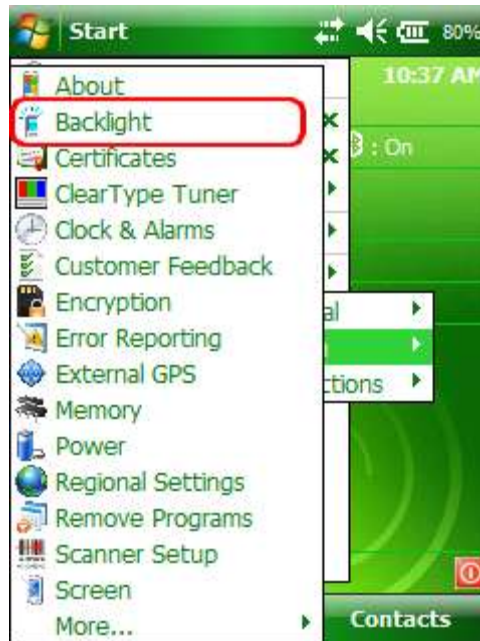 Start 80%
10:37 AM
About
Backlight
Certificates
: On
ClearType Tuner
Clock & Alarms
Customer Feedback
Encryption
Error Reporting
External GPS
Memory
Power
Regional Settings
Remove Programs
Scanner Setup
Screen
More...
Contacts